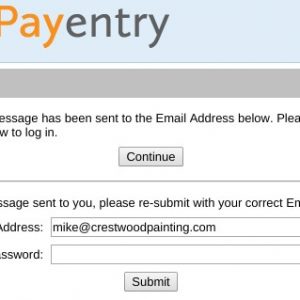 Payentry
essage has been sent to the Email Address below. Plea
w to log in.
Continue
ssage sent to you, please re-submit with your correct Em
Address: mike@crestwoodpainting.com
assword:
Submit